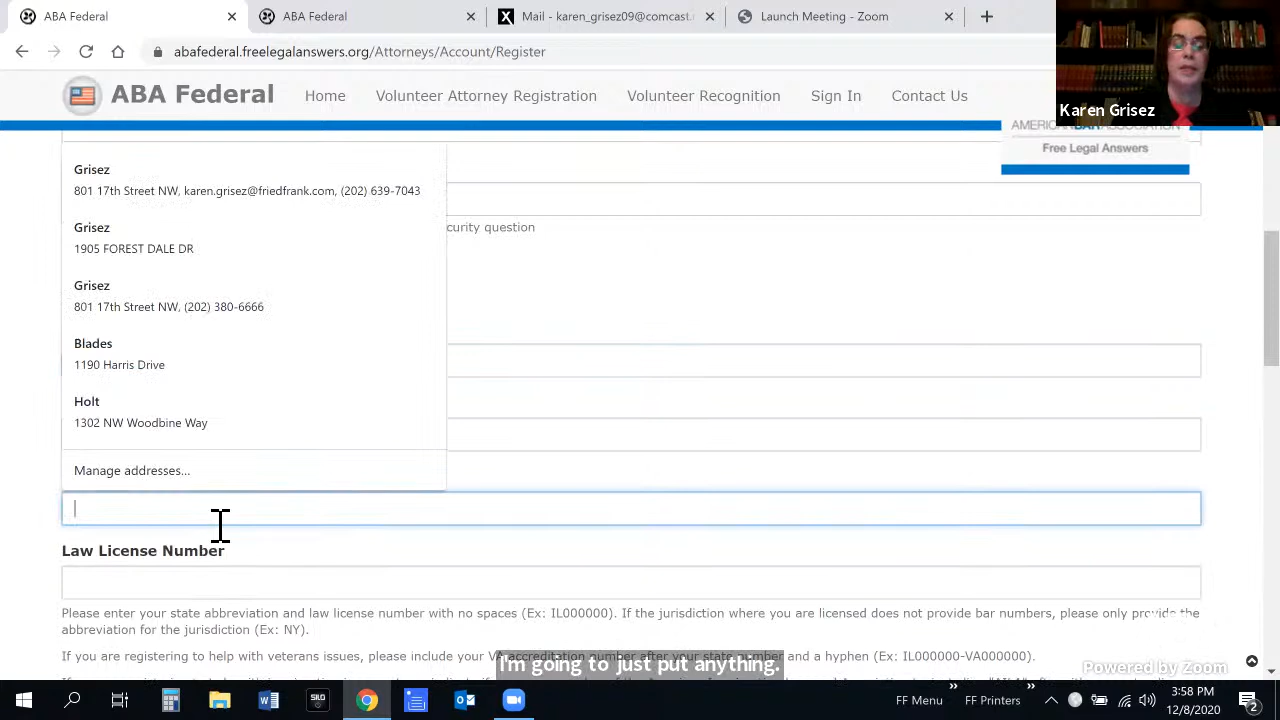 ABA Federal
ABA Federal
Mail - karen_grisez09@comcast.
Launch Meeting - Zoom
abafederal.freelegalanswers.org/Attorneys/Account/Register
Karen Grisez
ABA Federal
Home
Volunteer Attorney Registration
Volunteer Recognition
Sign In
Contact Us
AMERICAN BAR ASSOCIATION
Free Legal Answers
Grisez
801 17th Street NW, karen.grisez@friedfrank.com, (202) 639-7043
curity question
Grisez
1905 FOREST DALE DR
Grisez
801 17th Street NW, (202) 380-6666
Blades
1190 Harris Drive
Holt
1302 NW Woodbine Way
Manage addresses...
Law License Number
Please enter your state abbreviation and law license number with no spaces (Ex: IL000000). If the jurisdiction where you are licensed does not provide bar numbers, please only provide the
abbreviation for the jurisdiction (Ex: NY).
If you are registering to help with veterans issues, please include your VA accreditation number after your state number and a hyphen (Ex: IL000000-VA000000).
I'm going to just put anything.
Powered by Zoom
FF Menu
FF Printers
3:58 PM
12/8/2020
2